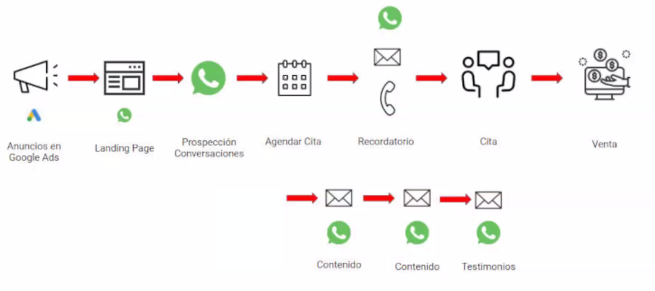 Anuncios en
Google Ads
Landing Page
Prospección
Conversaciones
Agendar Cita
Recordatorio
Cita
Venta
Contenido
Contenido
Testimonios